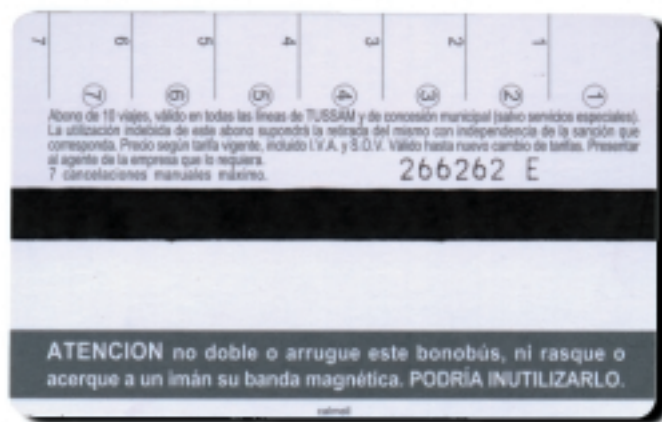 7 6 5 4 3 2 1
⑦ ⑥ ⑤ ④ ③ ② ①
Abono de 10 viajes, válido en todas las líneas de TUSSAM y de concesión municipal (salvo servicios especiales).
La utilización indebida de este abono supondrá la retirada del mismo con independencia de la sanción que
corresponda. Precio según tarifa vigente, incluido I.V.A. y S.O.V. Válido hasta nuevo cambio de tarifas. Presentar
al agente de la empresa que lo requiera.
7 cancelaciones manuales máximo. 266262 E
ATENCION no doble o arrugue este bonobús, ni rasque o
acerque a un imán su banda magnética. PODRÍA INUTILIZARLO.